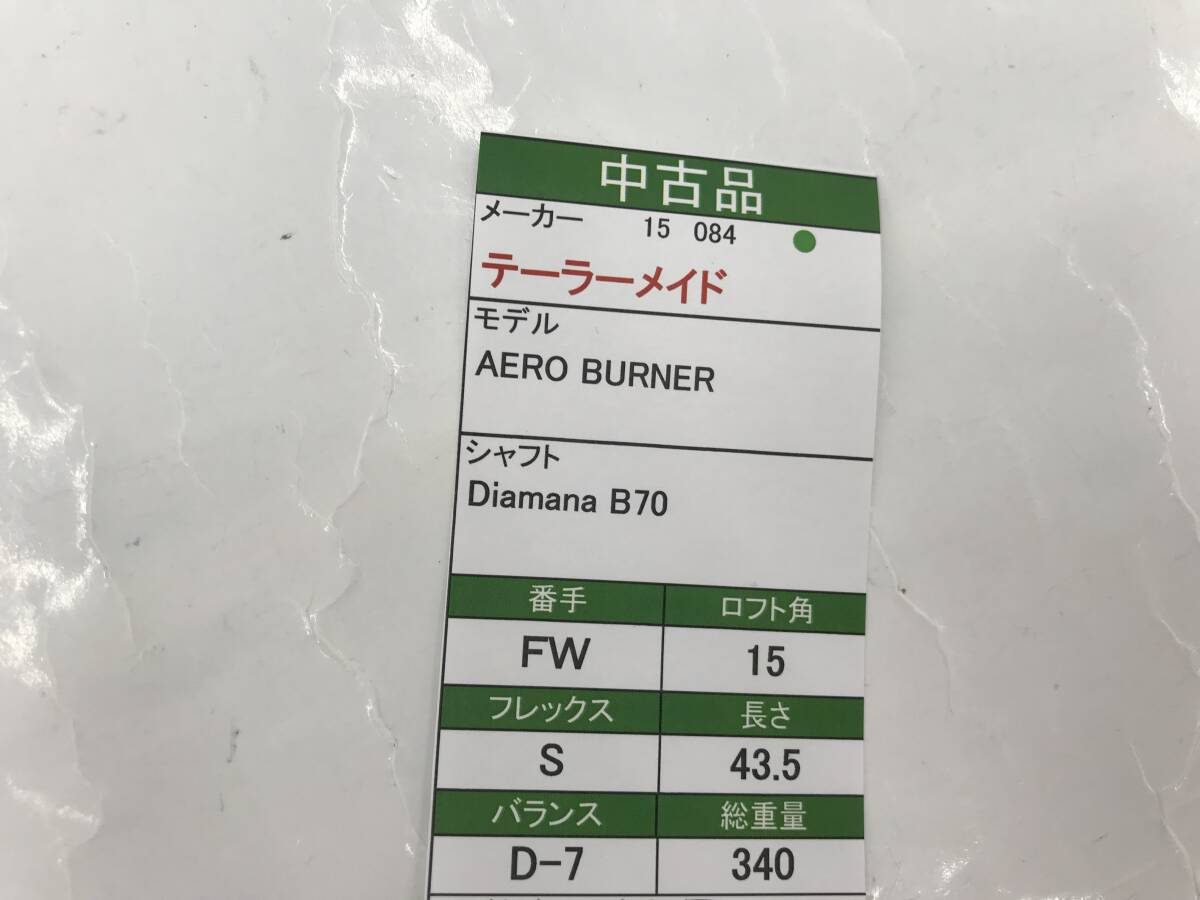 中古品
メーカー 15 084
テーラーメイド
モデル
AERO BURNER
シャフト
Diamana B70
番手 ロフト角
FW 15
フレックス 長さ
S 43.5
バランス 総重量
D-7 340